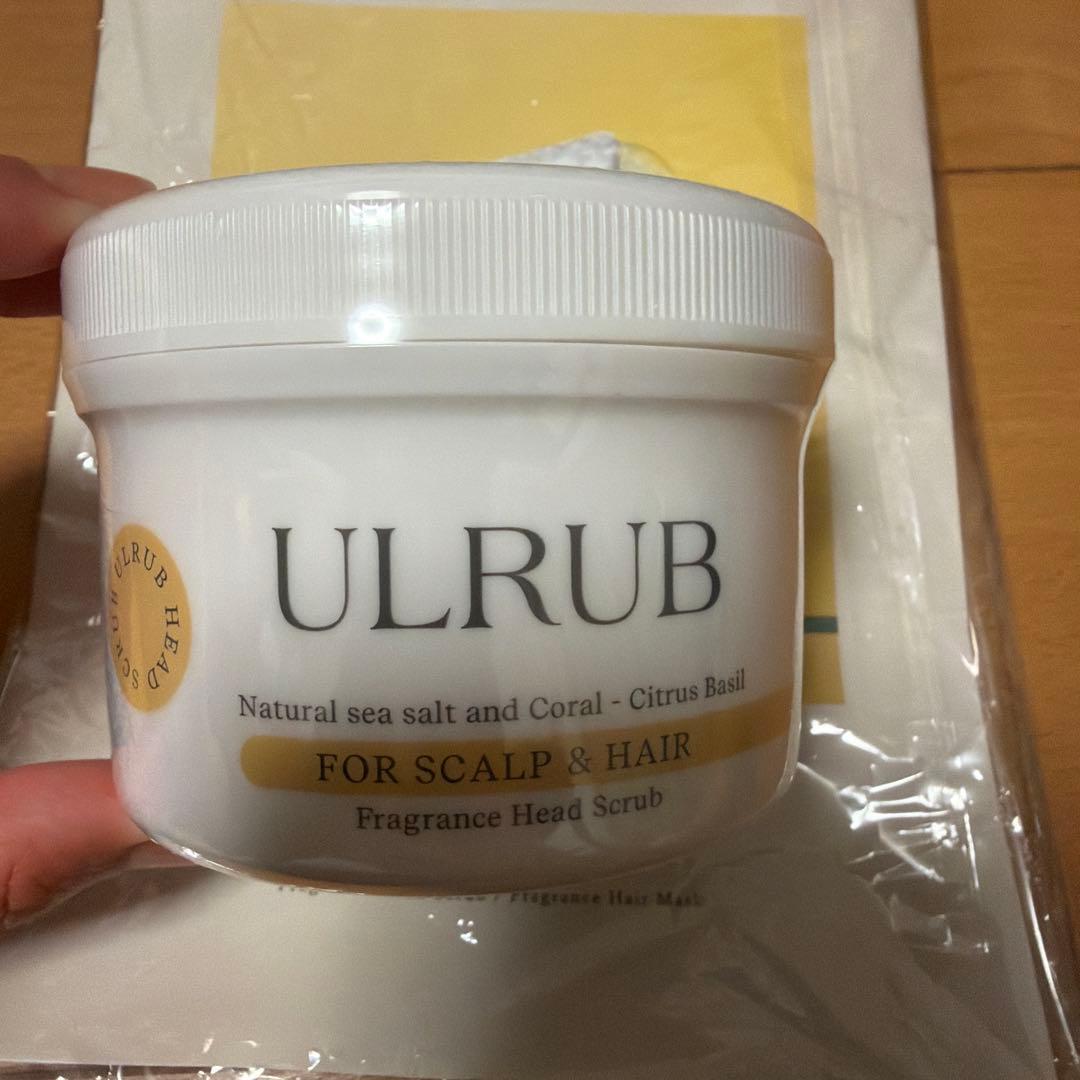 ULRUB HEAD SCRUB
ULRUB
Natural sea salt and Coral - Citrus Basil
FOR SCALP & HAIR
Fragrance Head Scrub
/ Fragrance Hair Mask